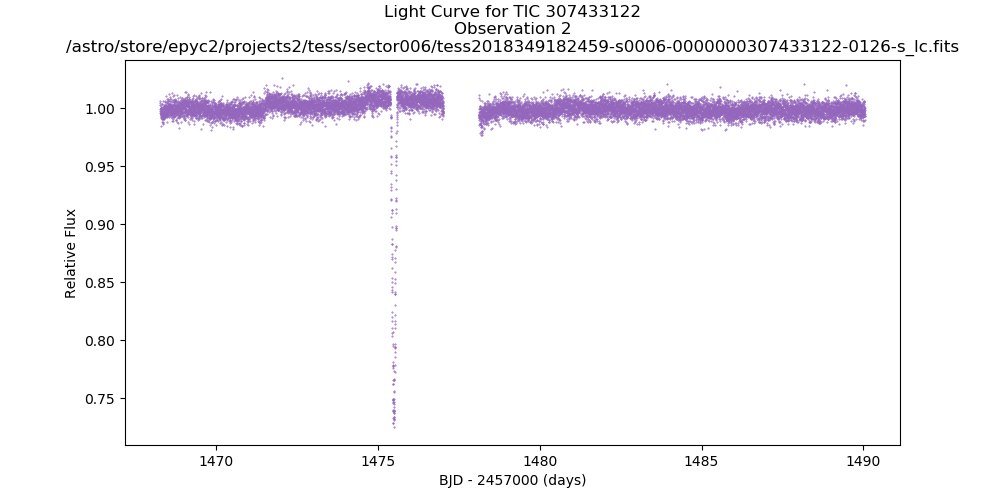 Light Curve for TIC 307433122
Observation 2
/astro/store/epyc2/projects2/tess/sector006/tess2018349182459-s0006-0000000307433122-0126-s_lc.fits
1.00
0.95
0.90
0.85
0.80
0.75
Relative Flux
1470
1475
1480
1485
1490
BJD - 2457000 (days)